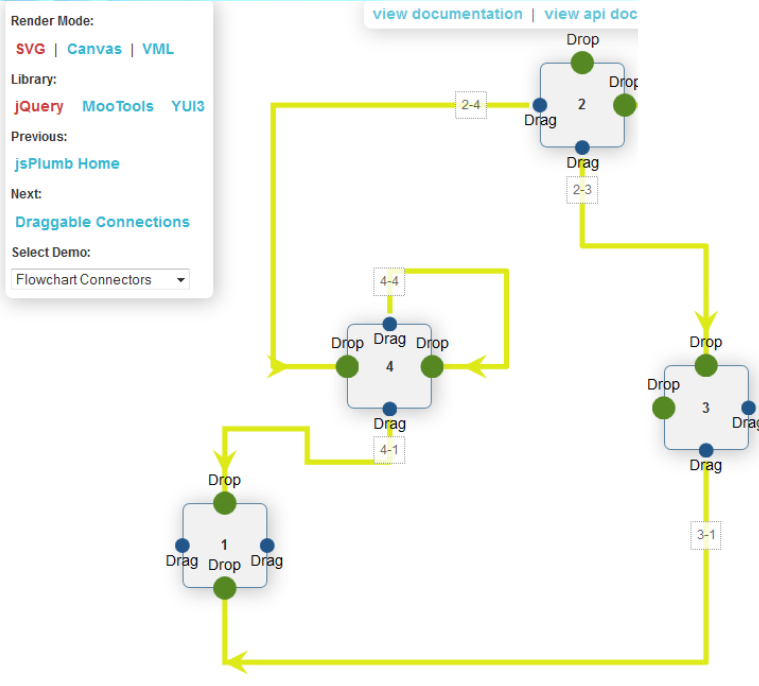 Render Mode:
SVG | Canvas | VML
Library:
jQuery MooTools YUI3
Previous:
jsPlumb Home
Next:
Draggable Connections
Select Demo:
Flowchart Connectors
view documentation | view api doc
Drop
Drop
2-4
2
Drag
Drag
2-3
4-4
Drop Drag Drop
4
Drag
4-1
Drop
Drop
3
Drag
Drag
3-1
Drop
1
Drag Drop Drag